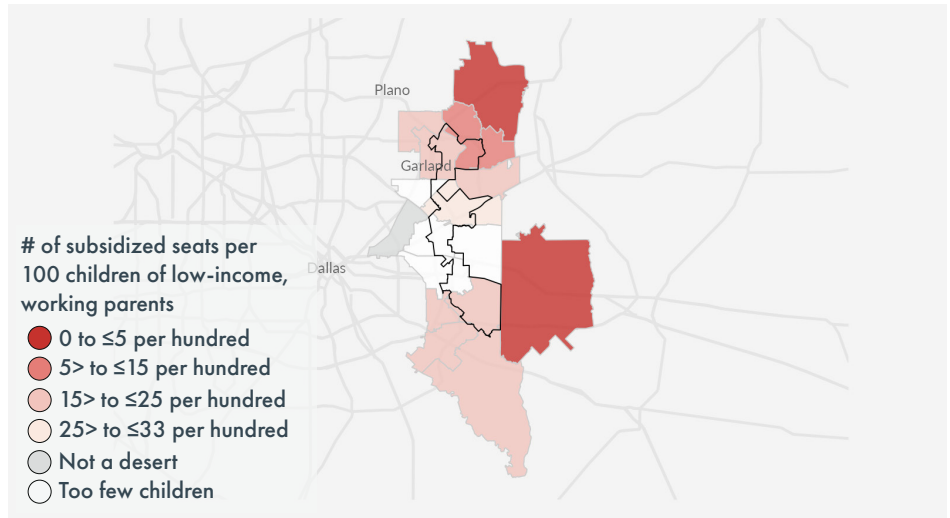 Plano
Garland
Dallas
# of subsidized seats per
100 children of low-income,
working parents
0 to ≤5 per hundred
5> to ≤15 per hundred
15> to ≤25 per hundred
25> to ≤33 per hundred
Not a desert
Too few children